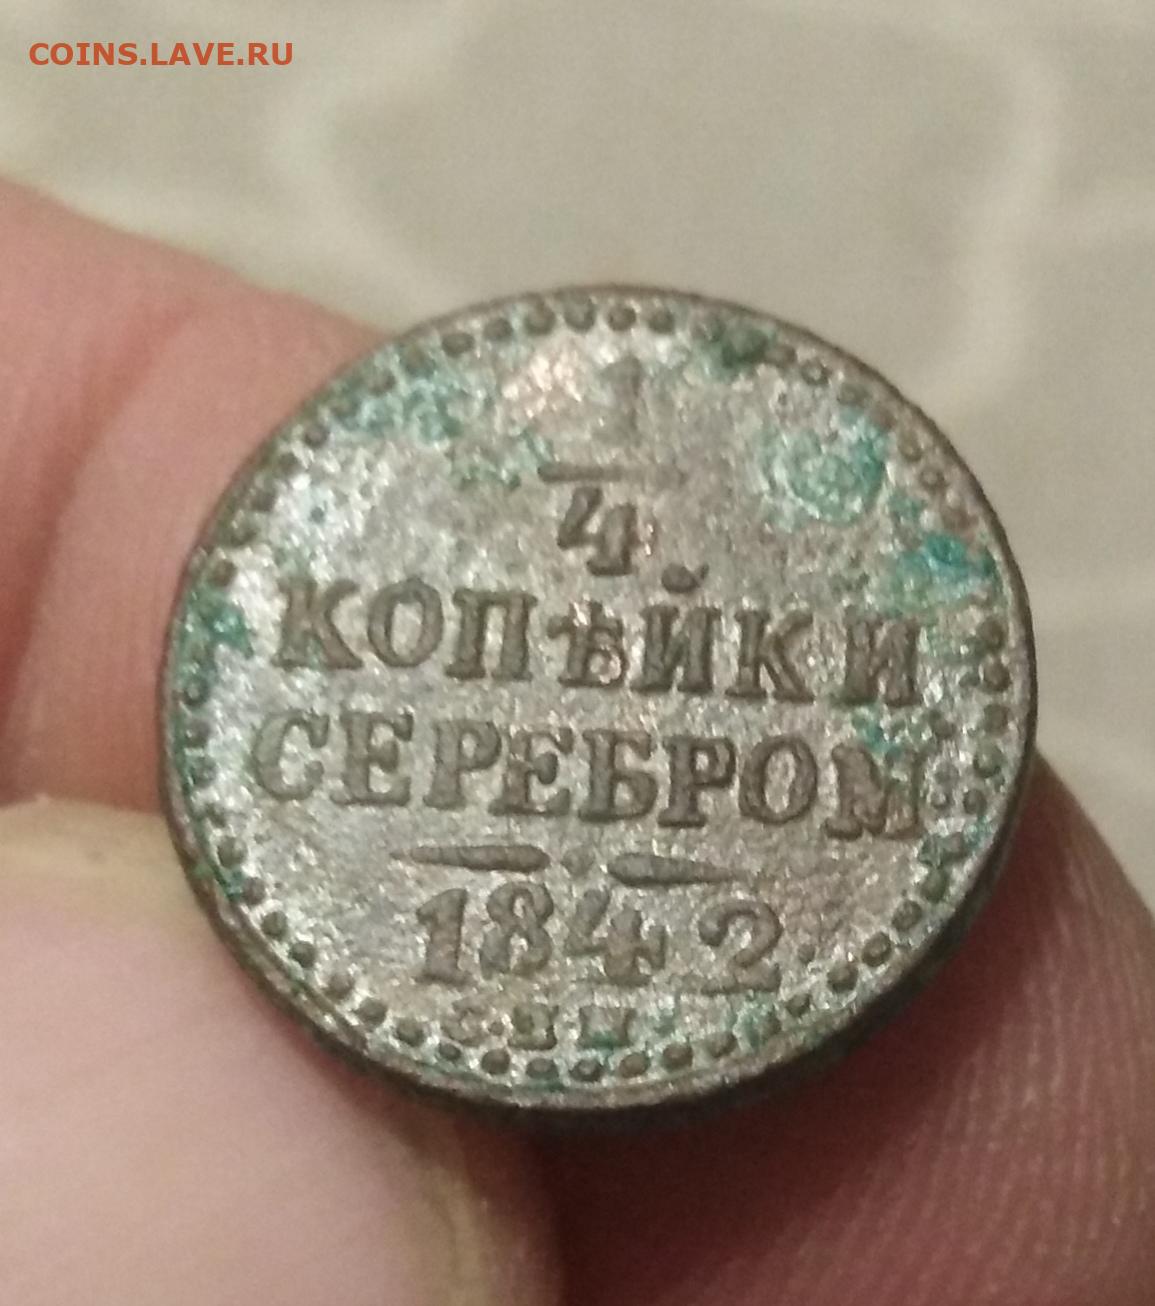 COINS.LAVE.RU
1
4
КОПѢЙКИ
СЕРЕБРОМ
1842.